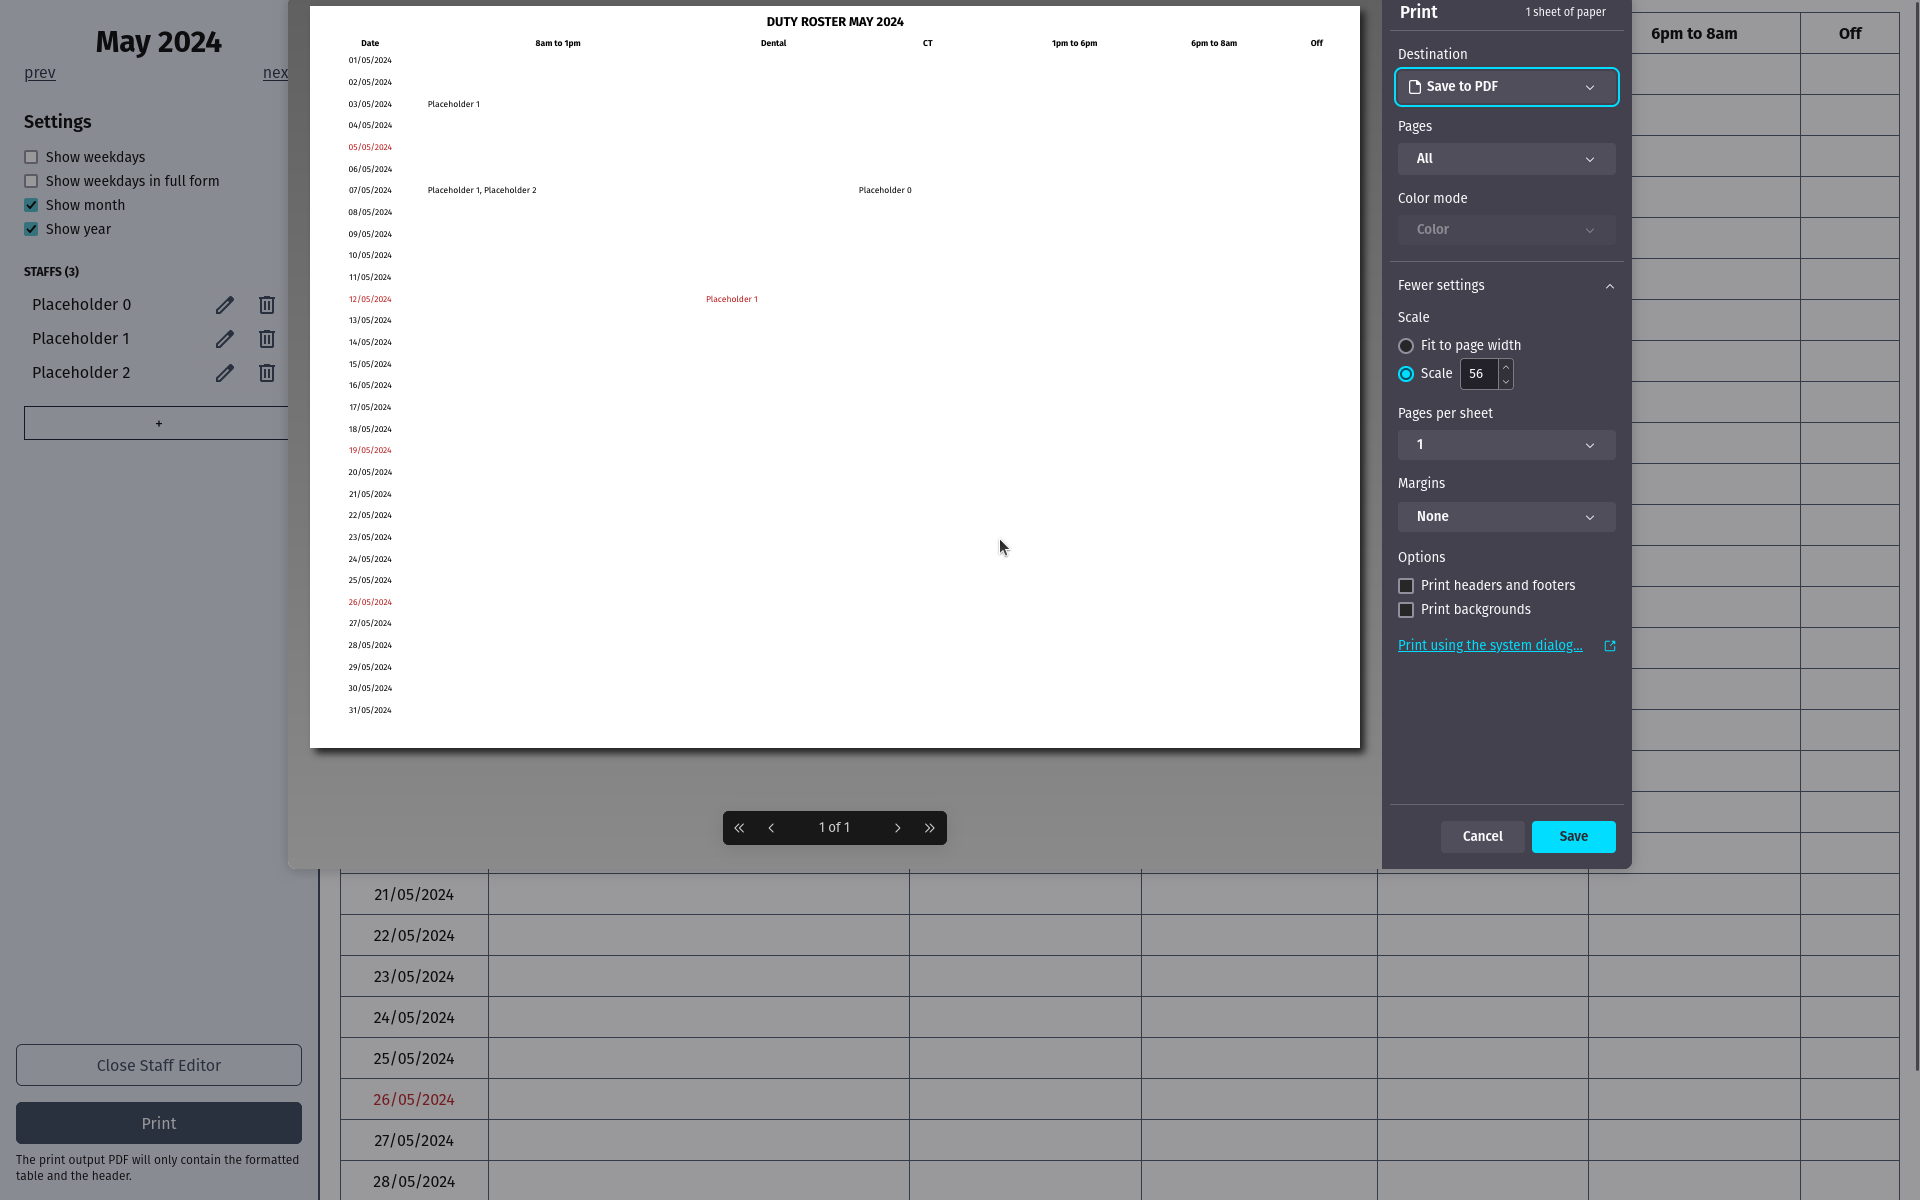 May 2024
prev
nex
Settings
Show weekdays
Show weekdays in full form
Show month
Show year
STAFFS (3)
Placeholder 0
Placeholder 1
Placeholder 2
+
Close Staff Editor
Print
The print output PDF will only contain the formatted
table and the header.
DUTY ROSTER MAY 2024
Date 8am to 1pm Dental CT 1pm to 6pm 6pm to 8am Off
01/05/2024
02/05/2024
03/05/2024 Placeholder 1
04/05/2024
05/05/2024
06/05/2024
07/05/2024 Placeholder 1, Placeholder 2 Placeholder 0
08/05/2024
09/05/2024
10/05/2024
11/05/2024
12/05/2024 Placeholder 1
13/05/2024
14/05/2024
15/05/2024
16/05/2024
17/05/2024
18/05/2024
19/05/2024
20/05/2024
21/05/2024
22/05/2024
23/05/2024
24/05/2024
25/05/2024
26/05/2024
27/05/2024
28/05/2024
29/05/2024
30/05/2024
31/05/2024
1 of 1
Print 1 sheet of paper
Destination
Save to PDF
Pages
All
Color mode
Color
Fewer settings
Scale
Fit to page width
Scale 56
Pages per sheet
1
Margins
None
Options
Print headers and footers
Print backgrounds
Print using the system dialog...
Cancel Save
6pm to 8am Off
21/05/2024
22/05/2024
23/05/2024
24/05/2024
25/05/2024
26/05/2024
27/05/2024
28/05/2024